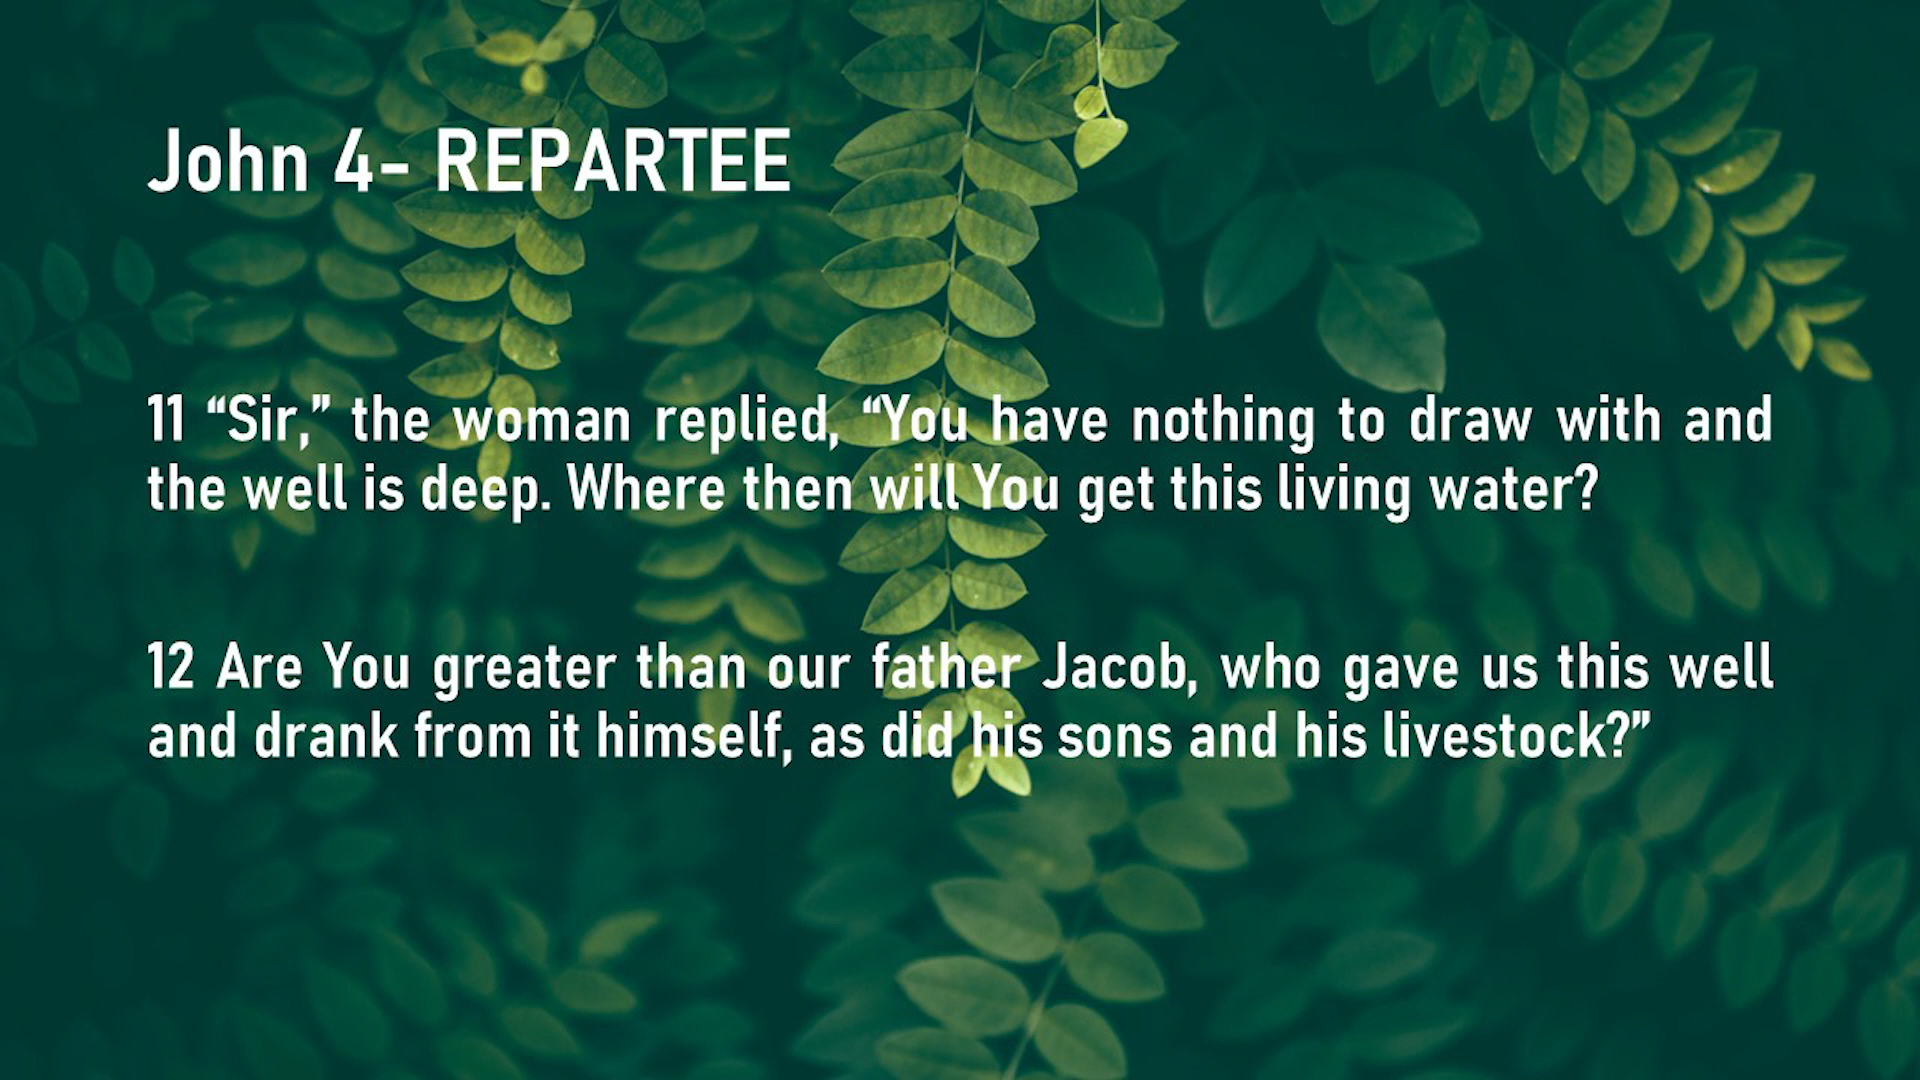 John 4- REPARTEE
11 “Sir,” the woman replied, “You have nothing to draw with and
the well is deep. Where then will You get this living water?
12 Are You greater than our father Jacob, who gave us this well
and drank from it himself, as did his sons and his livestock?”